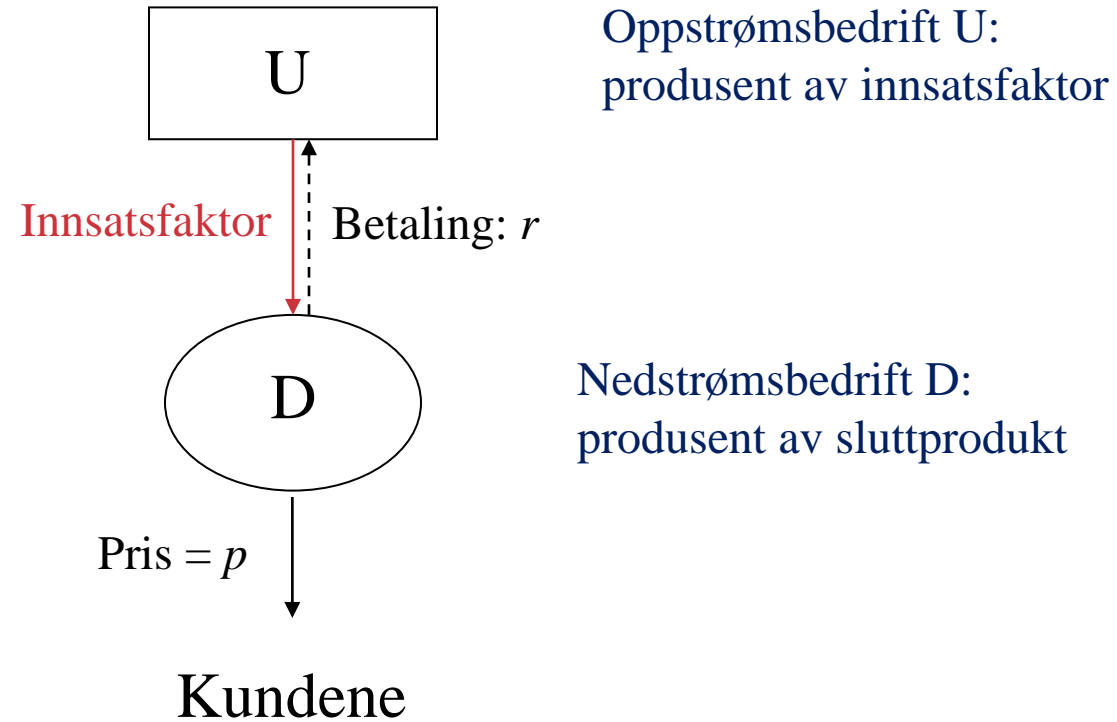 U
Oppstrømsbedrift U:
produsent av innsatsfaktor
Innsatsfaktor
Betaling: r
D
Nedstrømsbedrift D:
produsent av sluttprodukt
Pris = p
Kundene